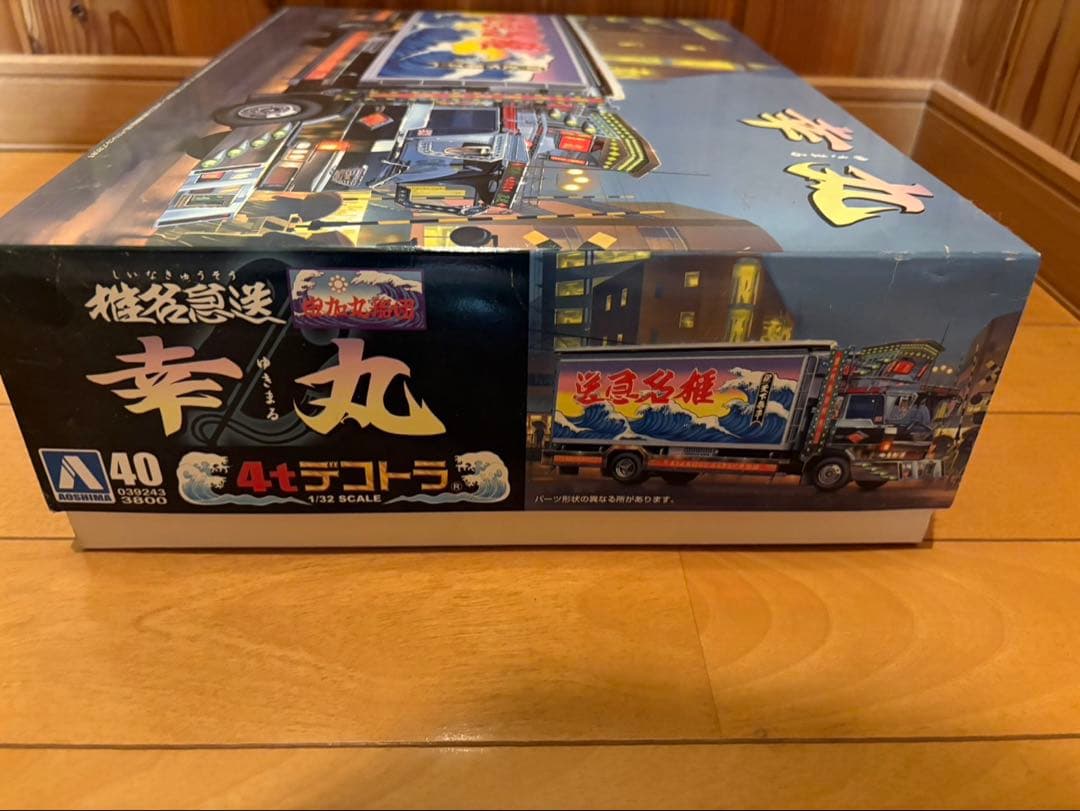 幸
丸
しいなきゅうそう
椎名急送
幸丸
ゆきまる
AOSHIMA
40
039243
3800
4tデコトラ®
1/32 SCALE
送急名椎
パーツ形状の異なる所があります。